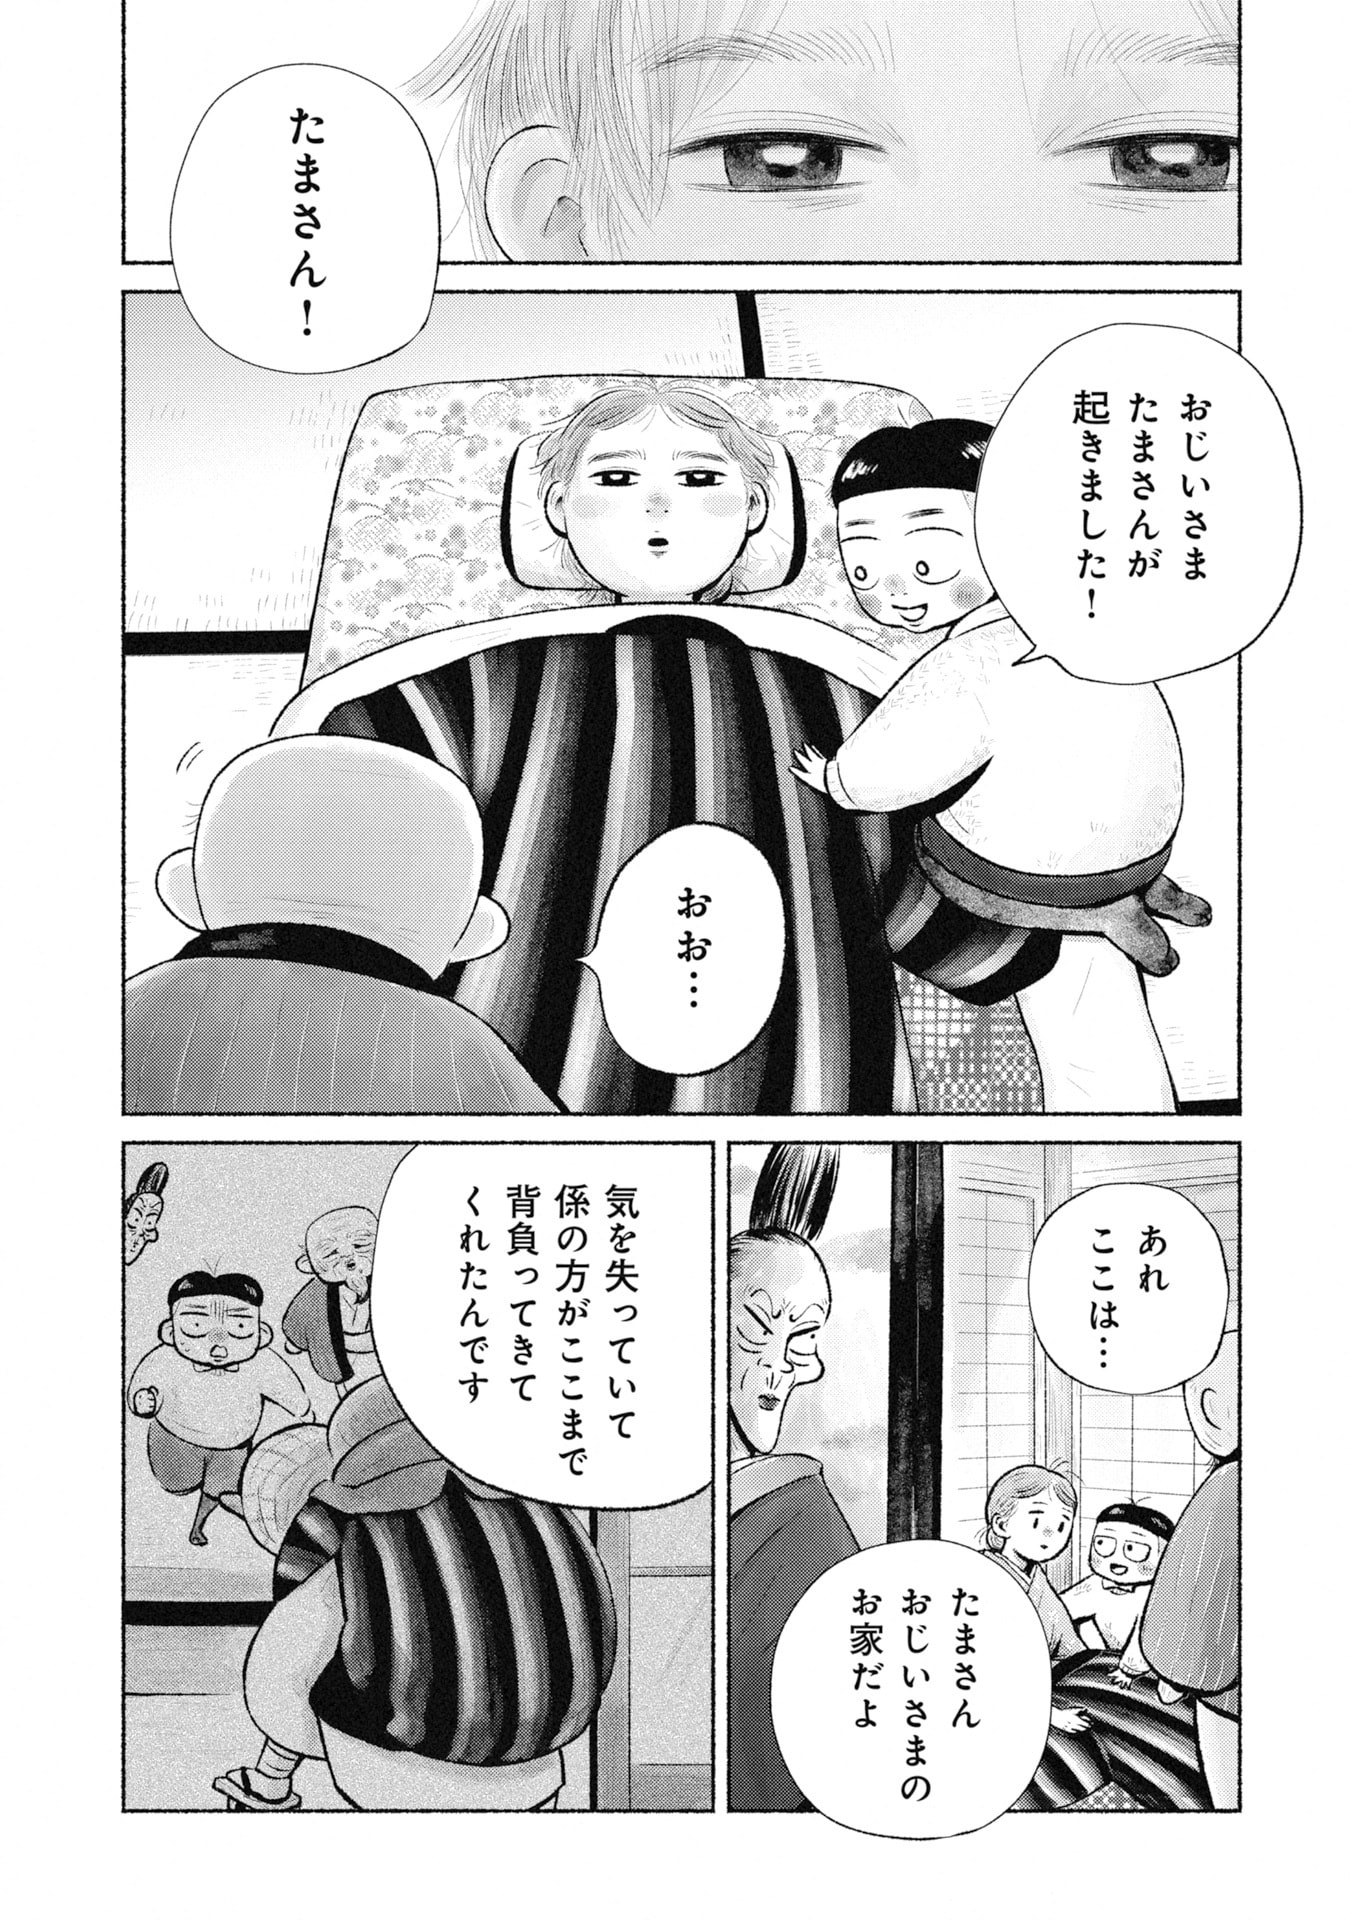 たまさん！
おじいさま
たまさんが
起きました！
おお…
あれ
ここは…
たまさん
おじいさまの
お家だよ
気を失っていて
係の方がここまで
背負ってきて
くれたんです